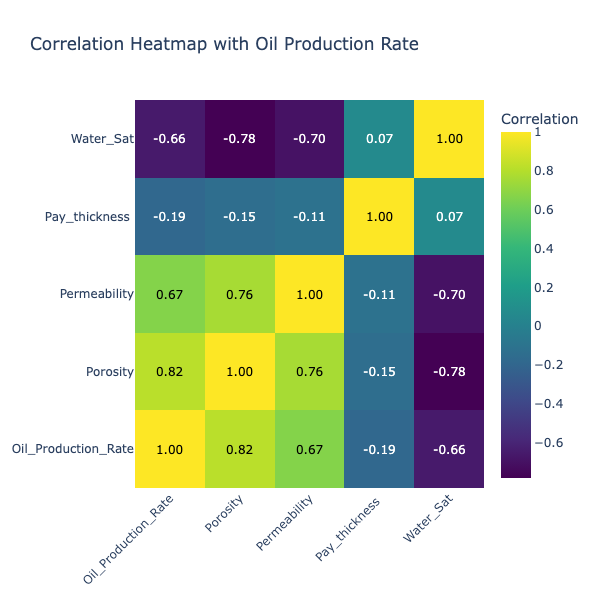 Correlation Heatmap with Oil Production Rate
Correlation
Water_Sat -0.66 -0.78 -0.70 0.07 1.00
Pay_thickness -0.19 -0.15 -0.11 1.00 0.07
Permeability 0.67 0.76 1.00 -0.11 -0.70
Porosity 0.82 1.00 0.76 -0.15 -0.78
Oil_Production_Rate 1.00 0.82 0.67 -0.19 -0.66
Oil_Production_Rate
Porosity
Permeability
Pay_thickness
Water_Sat
1
0.8
0.6
0.4
0.2
0
−0.2
−0.4
−0.6